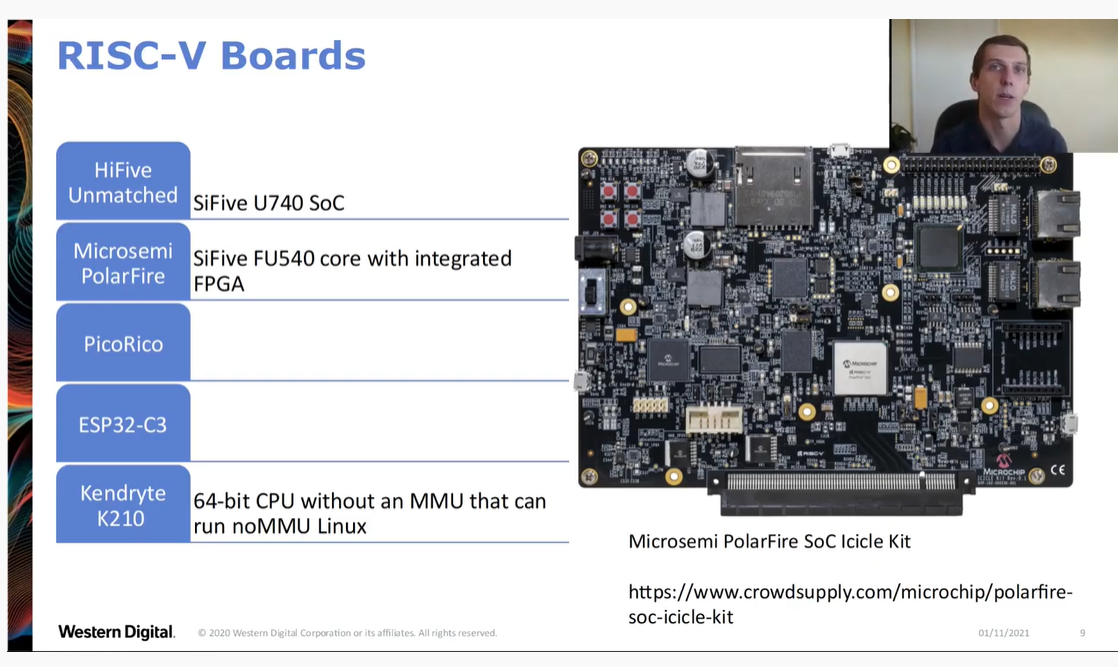 RISC-V Boards
HiFive
Unmatched
SiFive U740 SoC
Microsemi
PolarFire
SiFive FU540 core with integrated
FPGA
PicoRico
ESP32-C3
Kendryte
K210
64-bit CPU without an MMU that can
run noMMU Linux
MICROCHIP
RISC-V
MICROCHIP
CE
Microsemi PolarFire SoC Icicle Kit
https://www.crowdsupply.com/microchip/polarfire-
soc-icicle-kit
Western Digital.
© 2020 Western Digital Corporation or its affiliates. All rights reserved.
01/11/2021
9